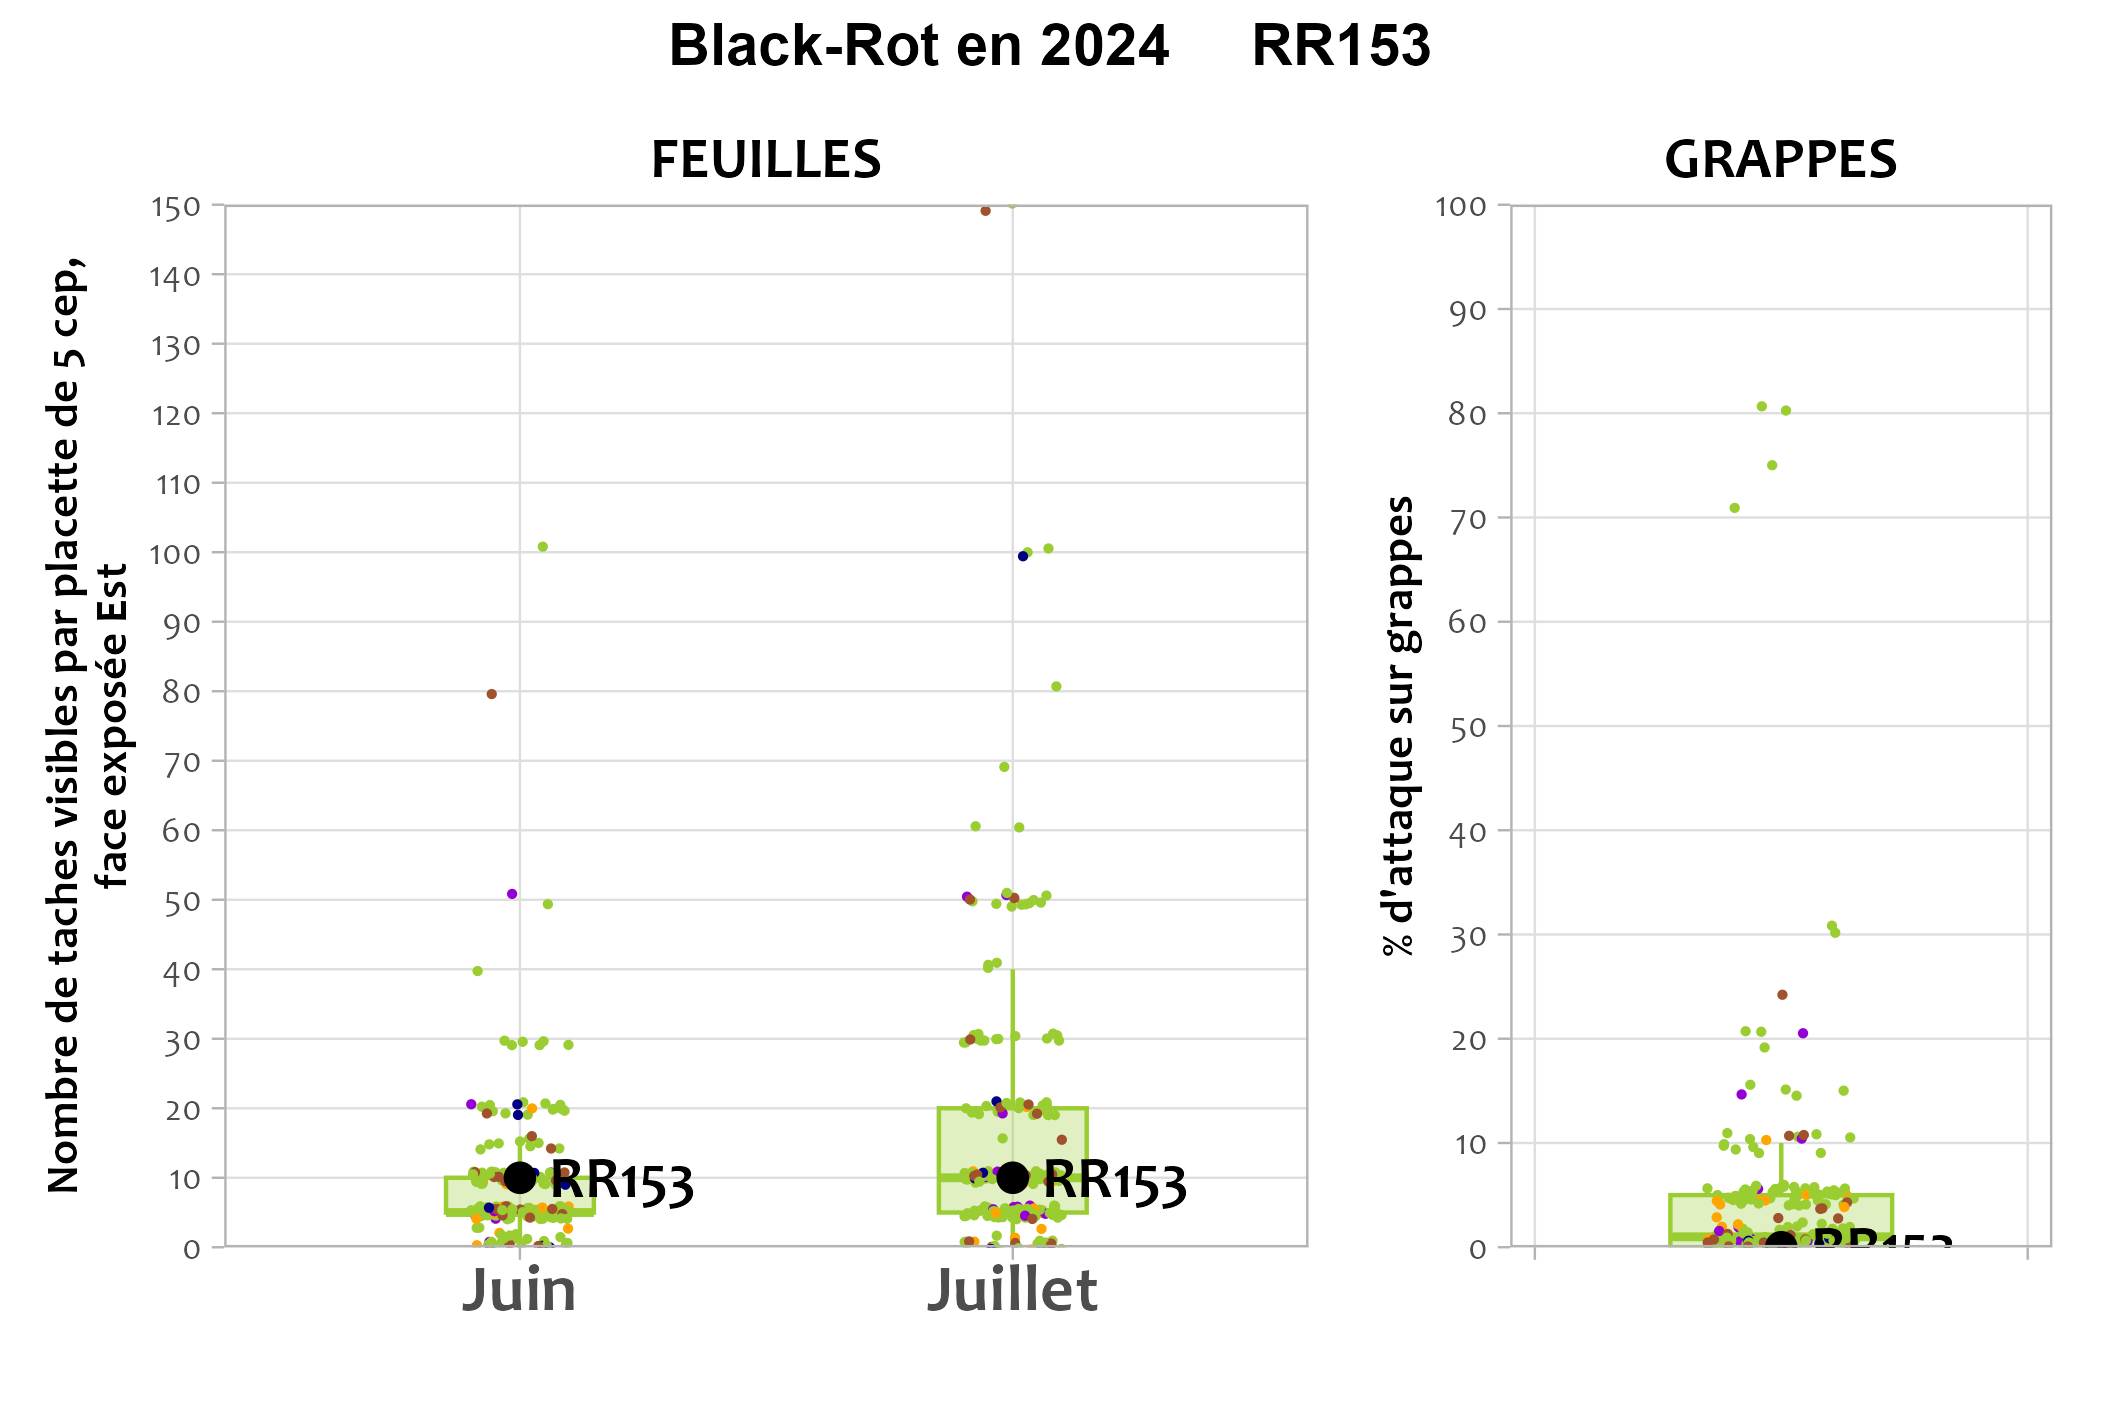 Black-Rot en 2024 RR153
FEUILLES
GRAPPES
Nombre de taches visibles par placette de 5 cep,
face exposée Est
150
140
130
120
110
100
90
80
70
60
50
40
30
20
10
0
RR153
RR153
Juin
Juillet
% d'attaque sur grappes
100
90
80
70
60
50
40
30
20
10
0
RR153